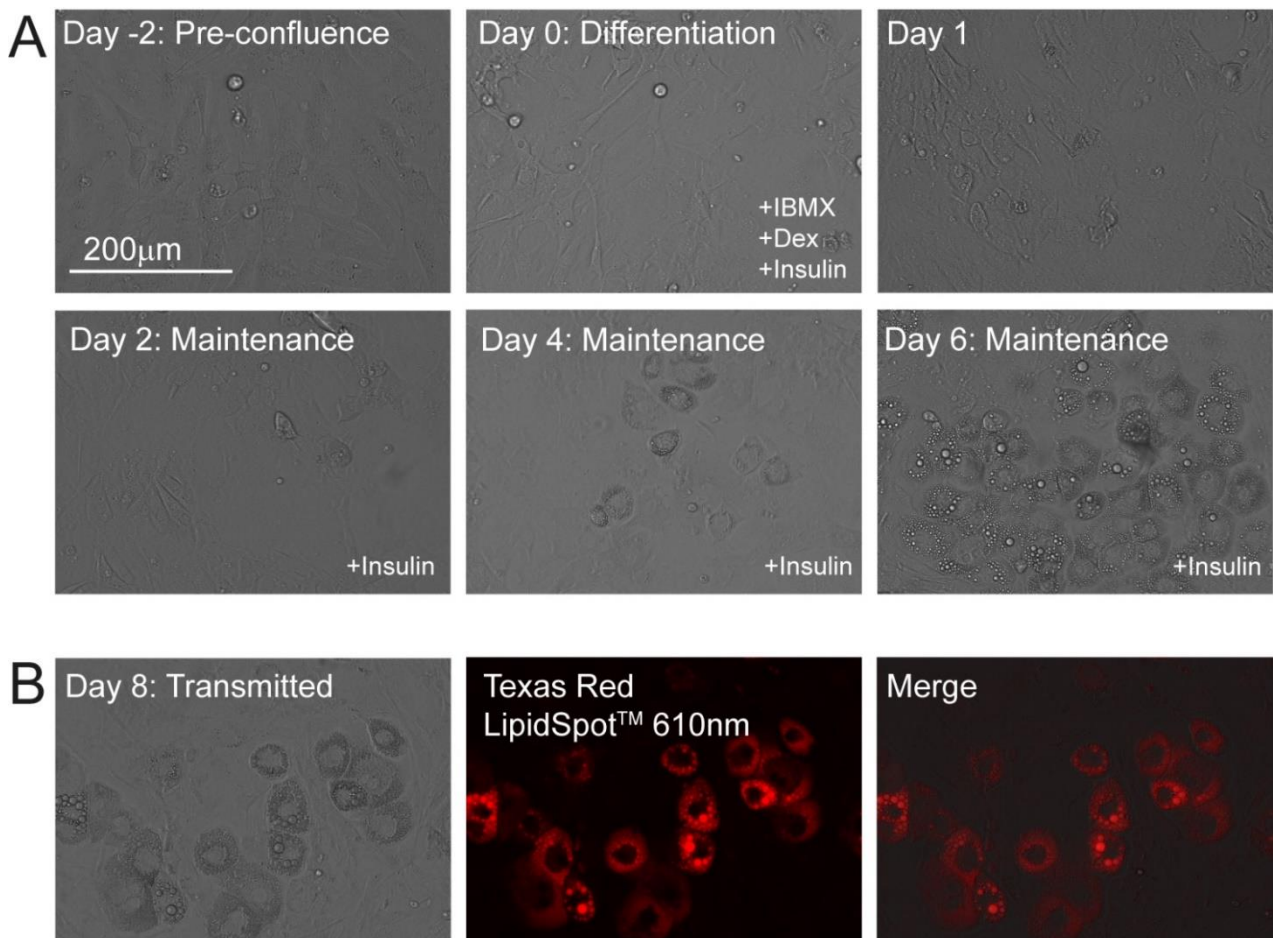 A
Day -2: Pre-confluence
Day 0: Differentiation
Day 1
+IBMX
+Dex
+Insulin
200μm
Day 2: Maintenance
Day 4: Maintenance
Day 6: Maintenance
+Insulin
+Insulin
+Insulin
B
Day 8: Transmitted
Texas Red
LipidSpot™ 610nm
Merge